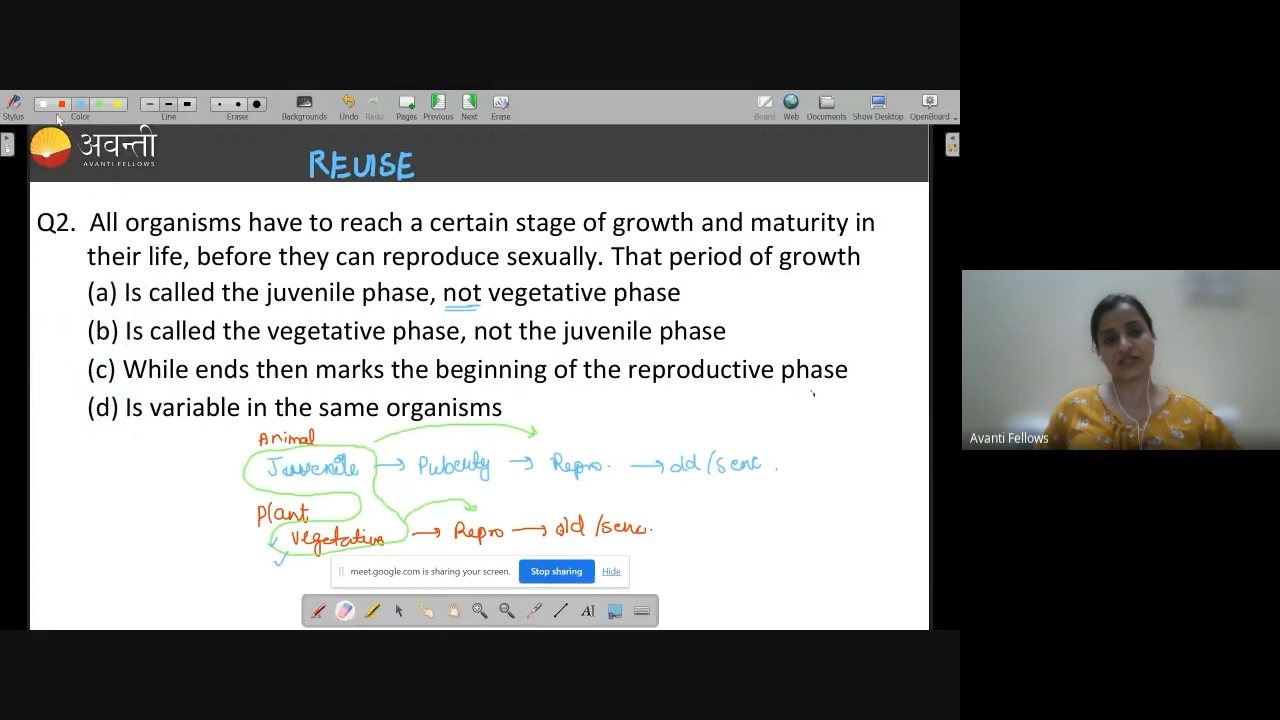 Stylus Color Line Eraser Backgrounds Undo Redo Pages Previous Next Erase Board Web Documents Show Desktop OpenBoard
अवन्ती
AVANTI FELLOWS
REVISE
Q2. All organisms have to reach a certain stage of growth and maturity in
their life, before they can reproduce sexually. That period of growth
(a) Is called the juvenile phase, not vegetative phase
(b) Is called the vegetative phase, not the juvenile phase
(c) While ends then marks the beginning of the reproductive phase
(d) Is variable in the same organisms
Animal
Juvenile → Puberty → Repro. → old/senc.
Plant
vegetative → Repro → old/senc.
meet.google.com is sharing your screen. Stop sharing Hide
AI
Avanti Fellows